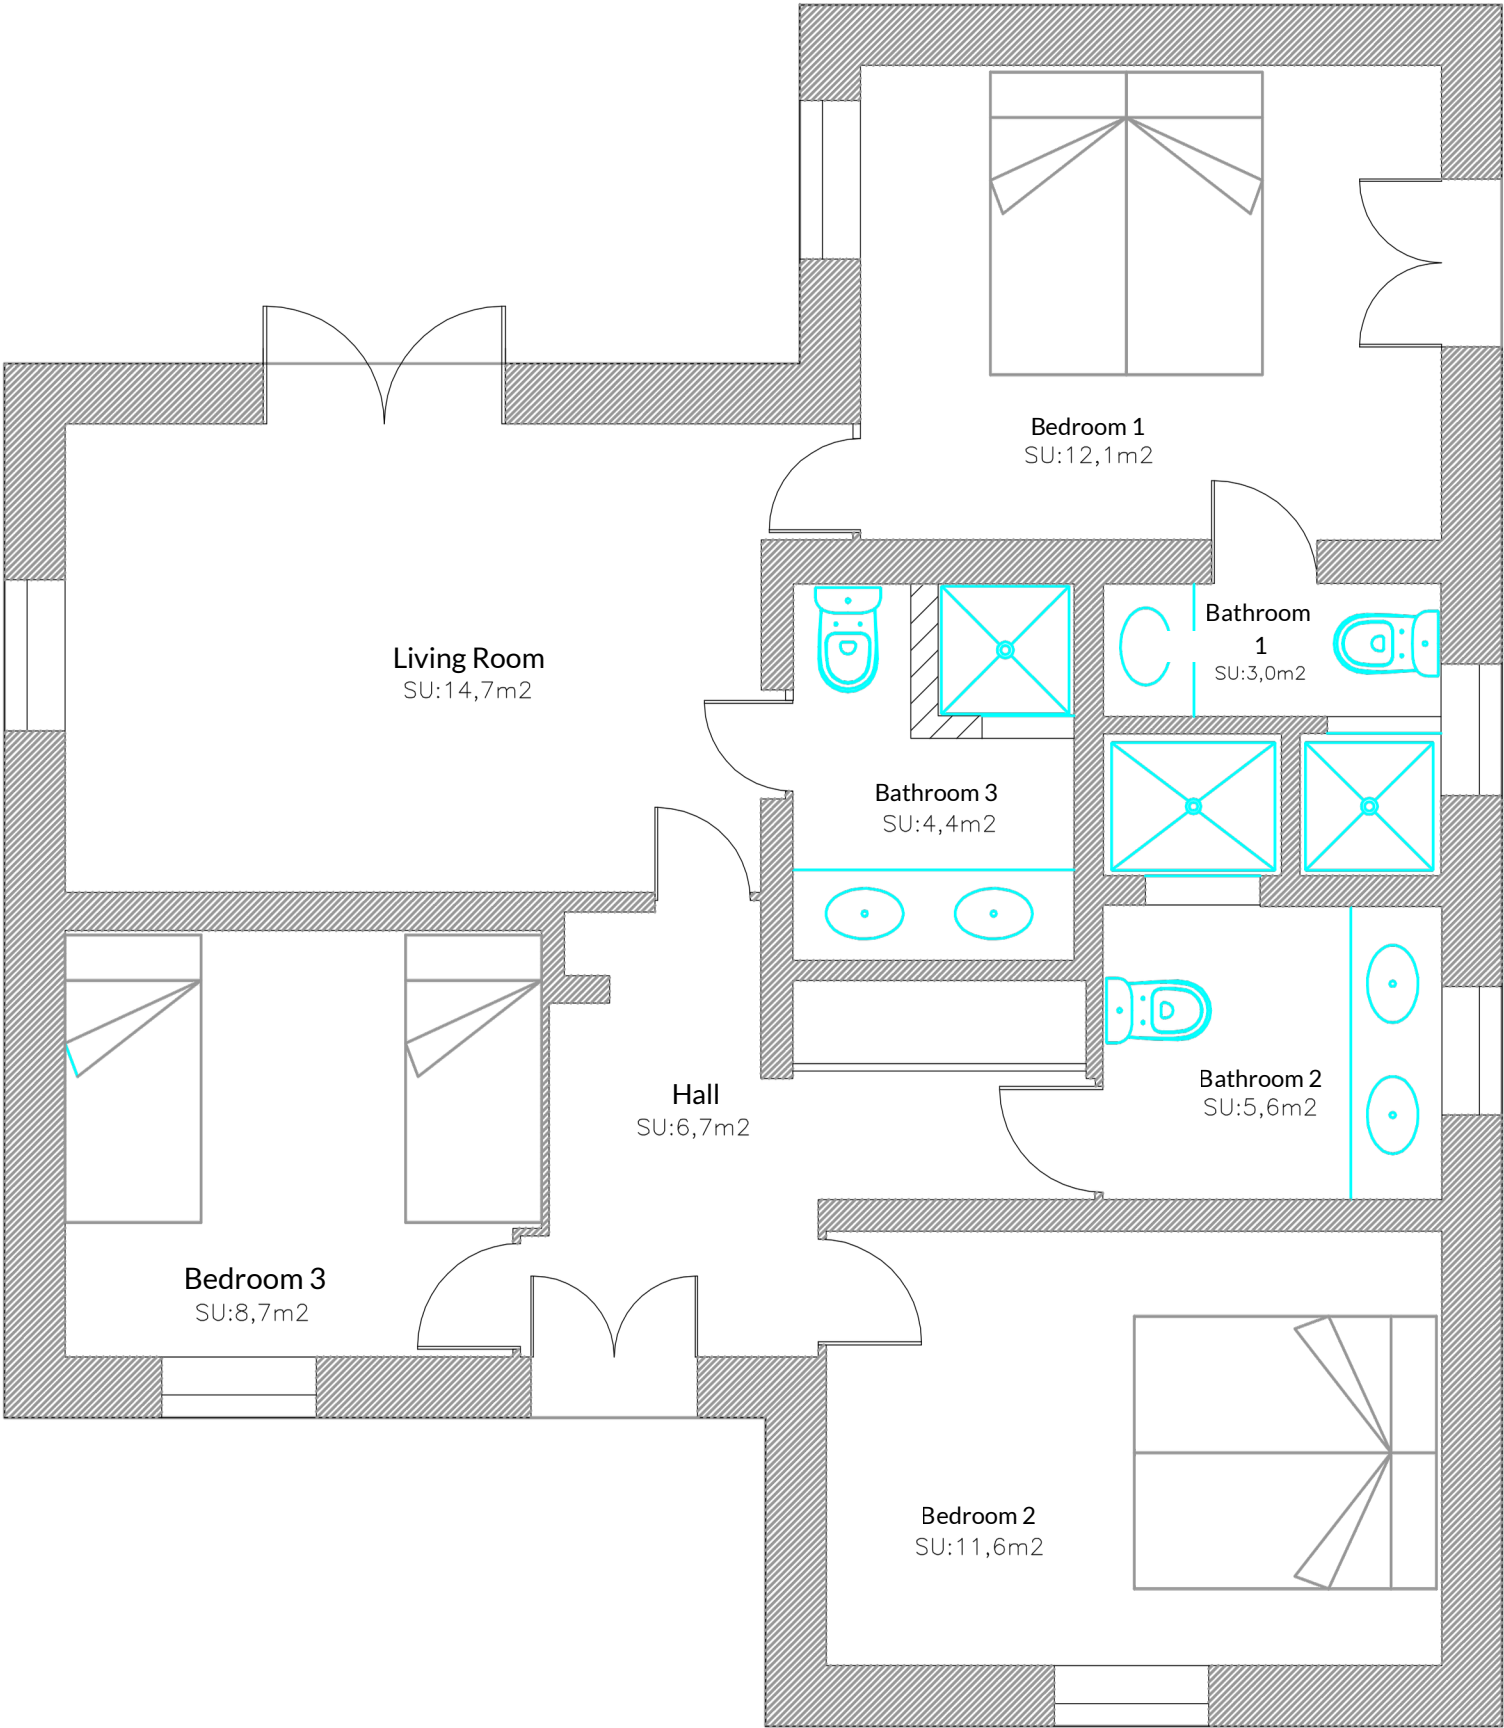 Bedroom 1
SU:12,1m2
Bathroom
1
SU:3,0m2
Living Room
SU:14,7m2
Bathroom 3
SU:4,4m2
Hall
SU:6,7m2
Bathroom 2
SU:5,6m2
Bedroom 3
SU:8,7m2
Bedroom 2
SU:11,6m2